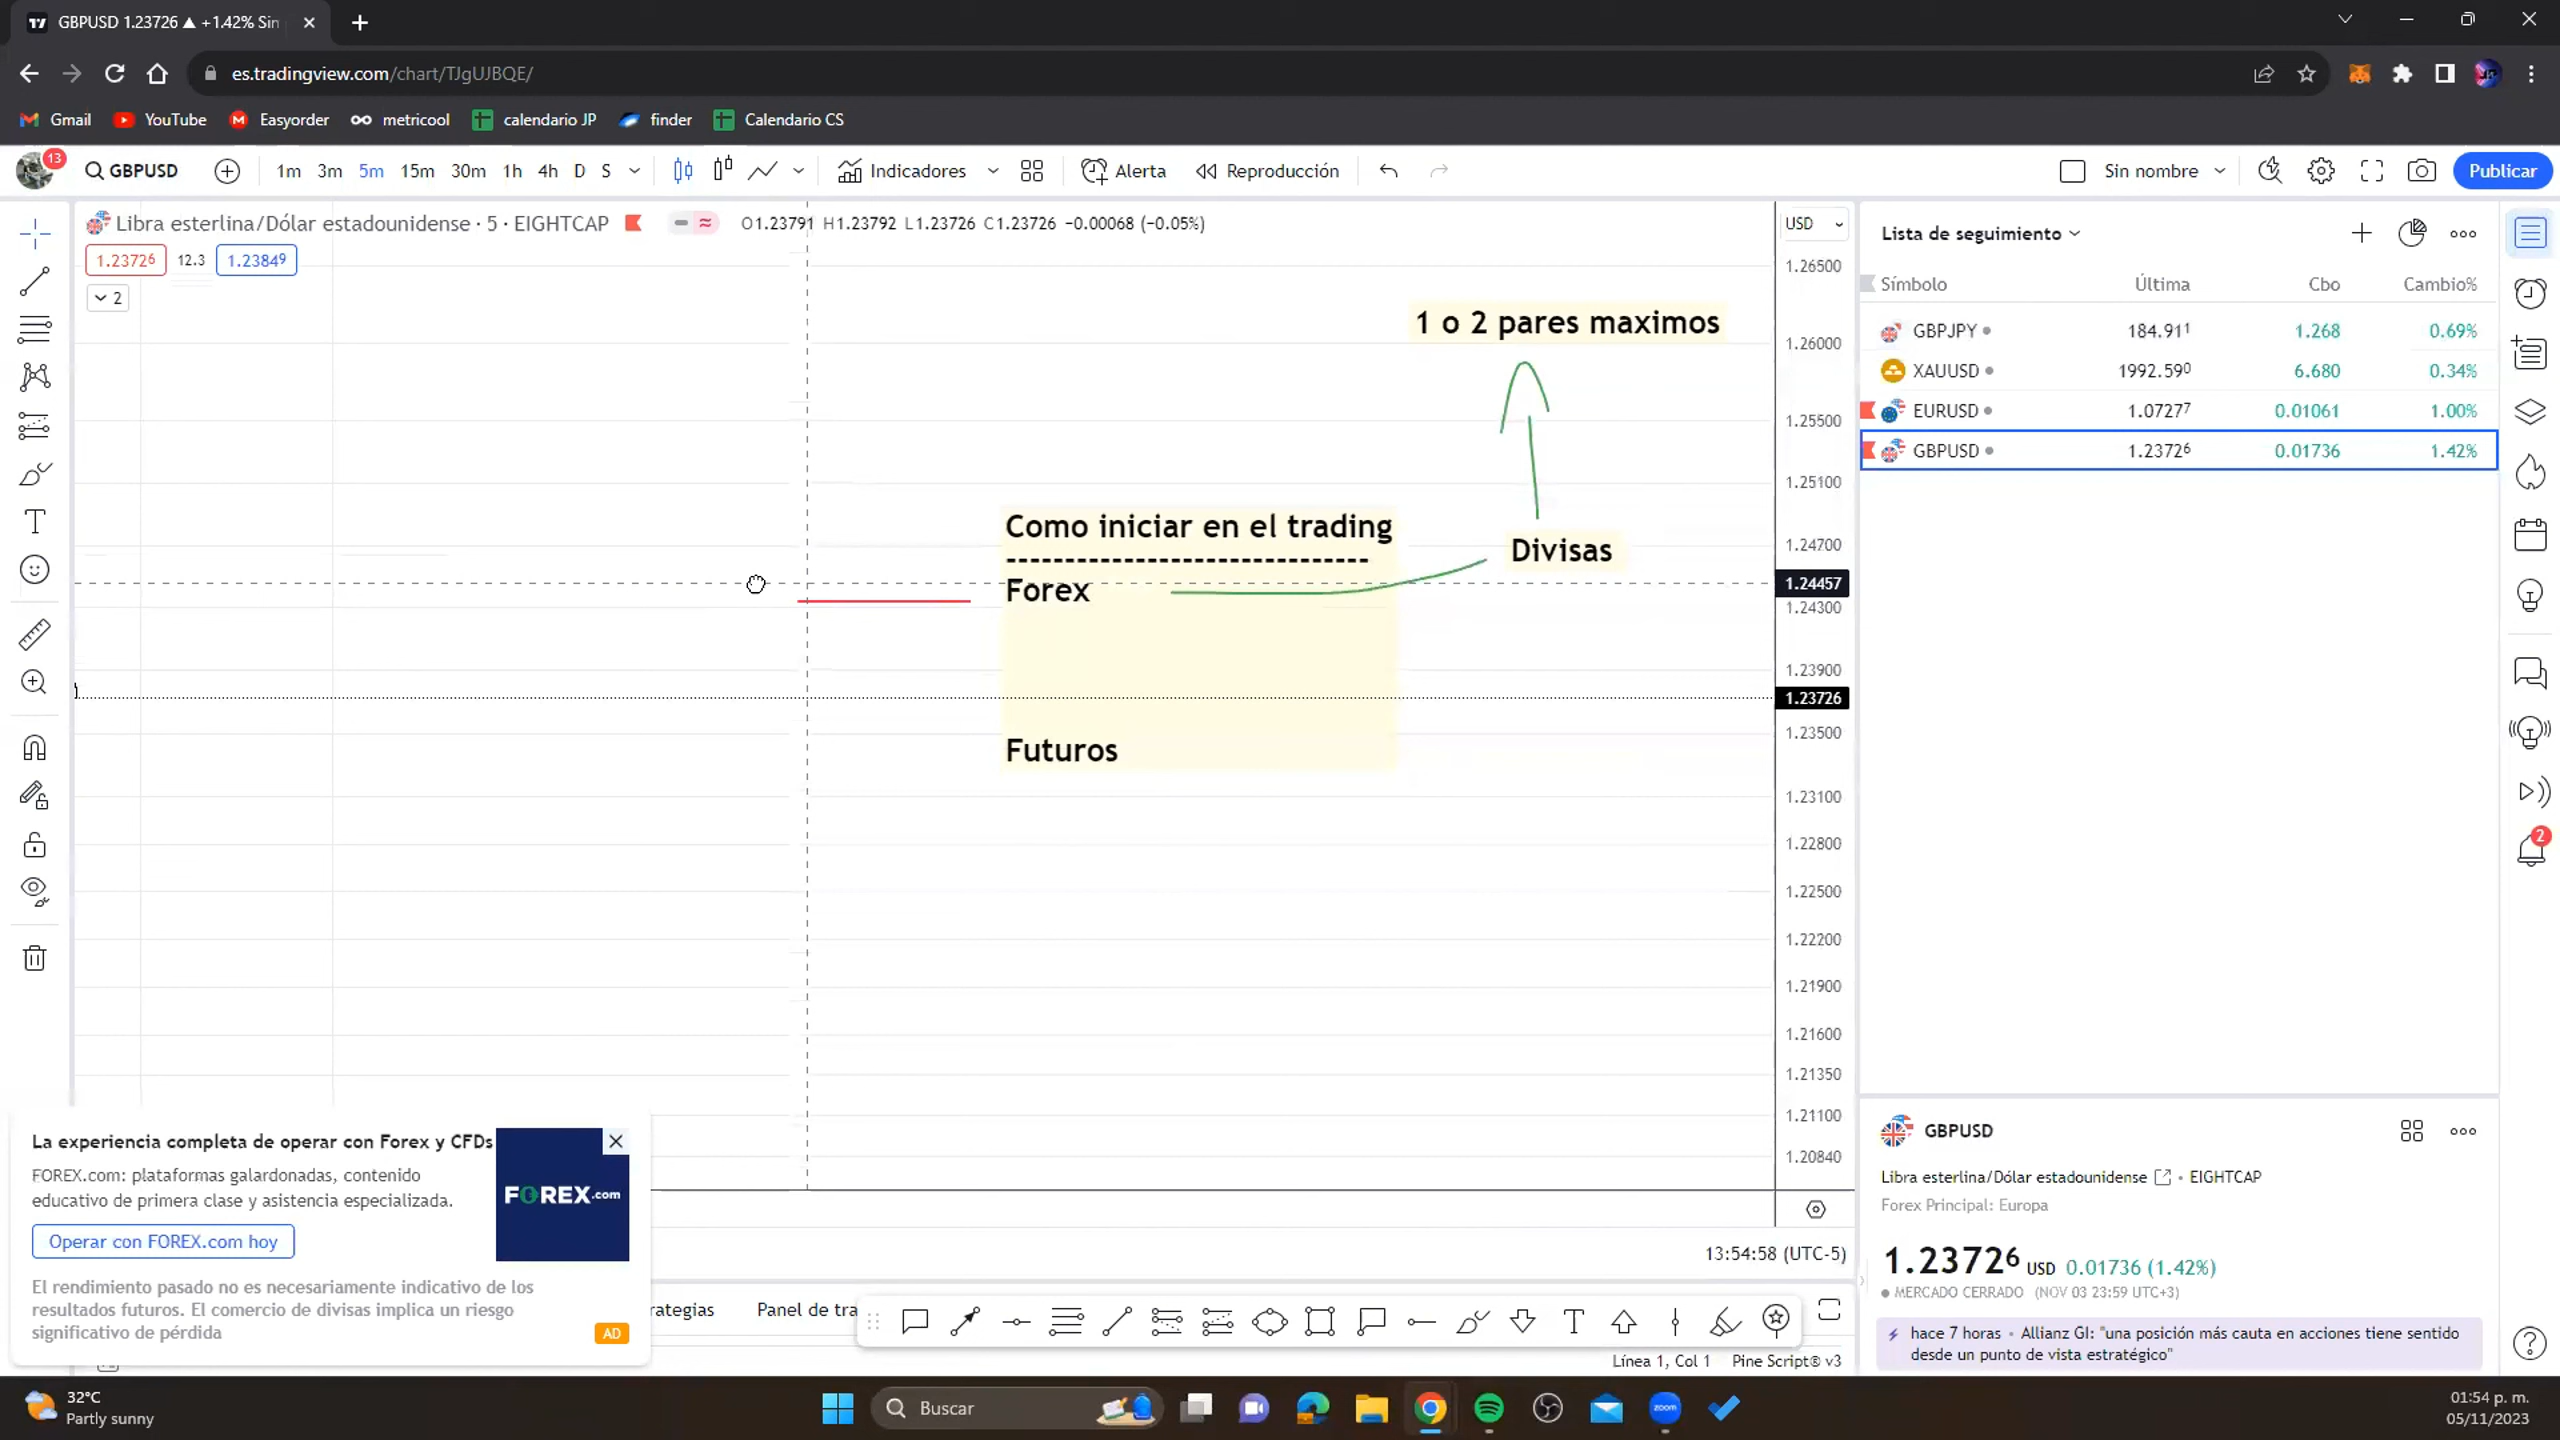 GBPUSD 1.23726 ▲ +1.42% Sin
es.tradingview.com/chart/TJgUJBQE/
Gmail
YouTube
Easyorder
metricool
calendario JP
finder
Calendario CS
13
GBPUSD
1m 3m 5m 15m 30m 1h 4h D S
Indicadores
Alerta
Reproducción
Sin nombre
Publicar
Libra esterlina/Dólar estadounidense · 5 · EIGHTCAP
O1.23791 H1.23792 L1.23726 C1.23726 −0.00068 (−0.05%)
USD
1.23726
12.3
1.23849
2
1 o 2 pares maximos
Como iniciar en el trading
----------------------------
Forex
Divisas
Futuros
1.26500
1.26000
1.25500
1.25100
1.24700
1.24457
1.24300
1.23900
1.23726
1.23500
1.23100
1.22800
1.22500
1.22200
1.21900
1.21600
1.21350
1.21100
1.20840
Lista de seguimiento
Símbolo Última Cbo Cambio%
GBPJPY 184.911 1.268 0.69%
XAUUSD 1992.590 6.680 0.34%
EURUSD 1.07277 0.01061 1.00%
GBPUSD 1.23726 0.01736 1.42%
2
La experiencia completa de operar con Forex y CFDs
FOREX.com: plataformas galardonadas, contenido
educativo de primera clase y asistencia especializada.
FOREX.com
Operar con FOREX.com hoy
El rendimiento pasado no es necesariamente indicativo de los
resultados futuros. El comercio de divisas implica un riesgo
significativo de pérdida
AD
13:54:58 (UTC-5)
rategias
Panel de tra
Línea 1, Col 1 Pine Script® v3
GBPUSD
Libra esterlina/Dólar estadounidense • EIGHTCAP
Forex Principal: Europa
1.23726 USD 0.01736 (1.42%)
MERCADO CERRADO (NOV 03 23:59 UTC+3)
hace 7 horas • Allianz GI: "una posición más cauta en acciones tiene sentido
desde un punto de vista estratégico"
32°C
Partly sunny
Buscar
zoom
01:54 p. m.
05/11/2023